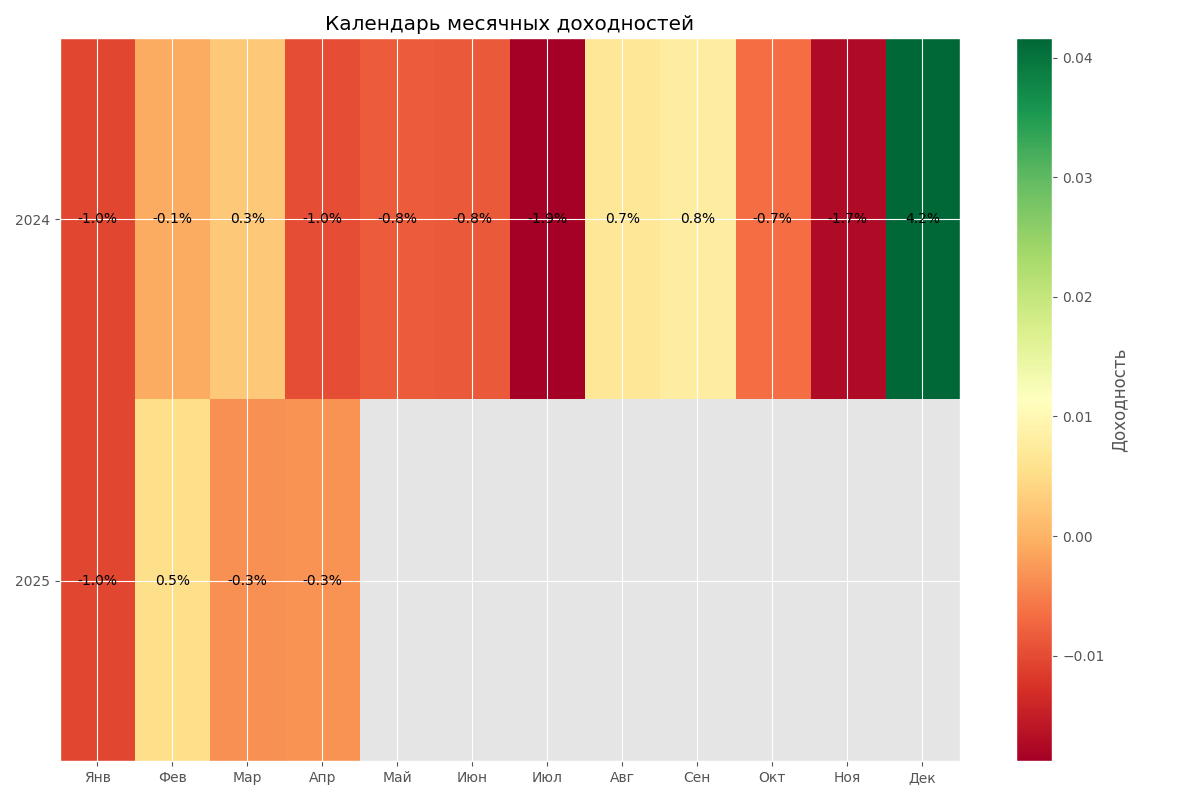 Календарь месячных доходностей
2024
-1.0% -0.1% 0.3% -1.0% -0.8% -0.8% -1.9% 0.7% 0.8% -0.7% -1.7% 4.2%
2025
-1.0% 0.5% -0.3% -0.3%
Янв Фев Мар Апр Май Июн Июл Авг Сен Окт Ноя Дек
0.04
0.03
0.02
0.01
0.00
−0.01
Доходность